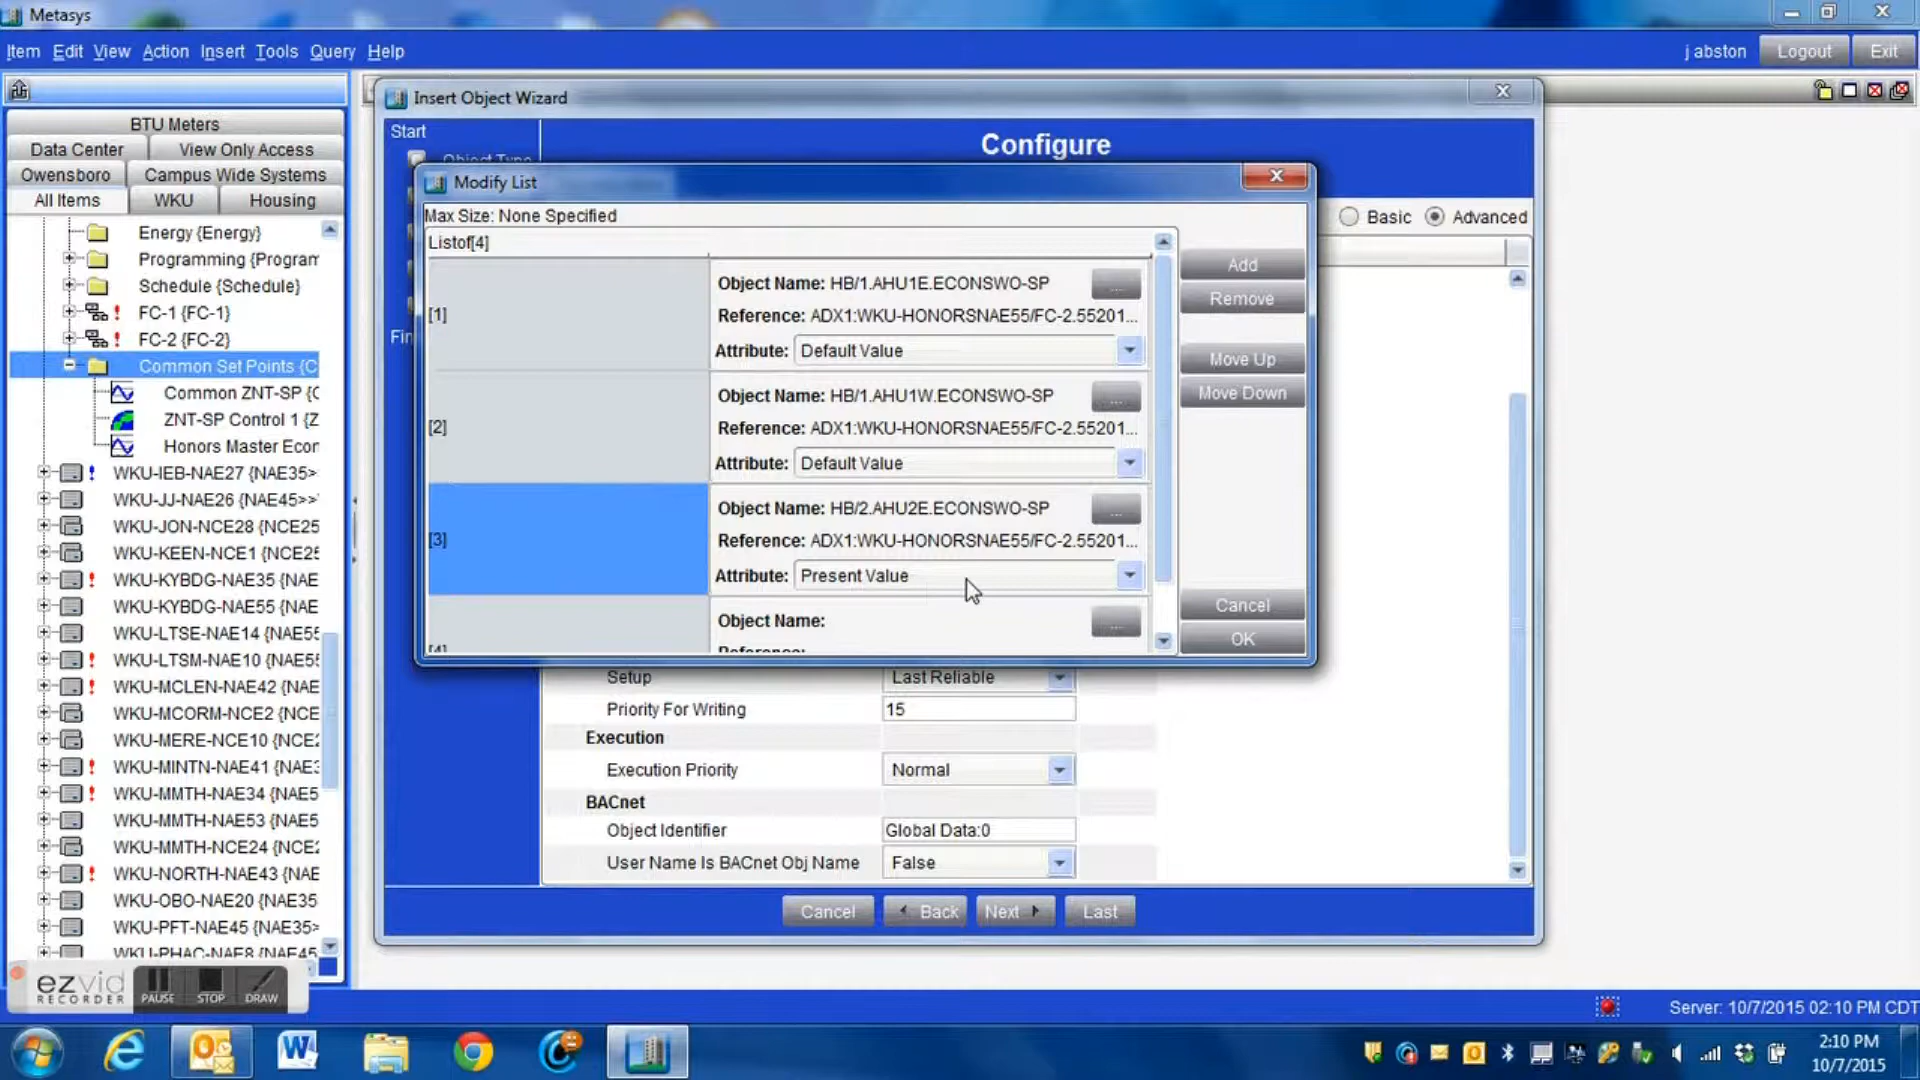 Metasys
Item Edit View Action Insert Tools Query Help
j abston Logout Exit
BTU Meters
Data Center View Only Access
Owensboro Campus Wide Systems
All Items WKU Housing
Energy {Energy}
Programming {Program
Schedule {Schedule}
FC-1 {FC-1}
FC-2 {FC-2}
Common Set Points {C
Common ZNT-SP {C
ZNT-SP Control 1 {Z
Honors Master Econ
WKU-IEB-NAE27 {NAE35>
WKU-JJ-NAE26 {NAE45>>
WKU-JON-NCE28 {NCE25
WKU-KEEN-NCE1 {NCE25
WKU-KYBDG-NAE35 {NAE
WKU-KYBDG-NAE55 {NAE
WKU-LTSE-NAE14 {NAE55
WKU-LTSM-NAE10 {NAE55
WKU-MCLEN-NAE42 {NAE
WKU-MCORM-NCE2 {NCE
WKU-MERE-NCE10 {NCE2
WKU-MINTN-NAE41 {NAE3
WKU-MMTH-NAE34 {NAE5
WKU-MMTH-NAE53 {NAE5
WKU-MMTH-NCE24 {NCE2
WKU-NORTH-NAE43 {NAE
WKU-OBO-NAE20 {NAE35
WKU-PFT-NAE45 {NAE35>
WKU-PHAC-NAE8 {NAE45
Insert Object Wizard
Start
Object Type
Configure
Basic Advanced
Modify List
Max Size: None Specified
Listof[4]
[1]
Object Name: HB/1.AHU1E.ECONSWO-SP ...
Reference: ADX1:WKU-HONORSNAE55/FC-2.55201...
Attribute: Default Value
[2]
Object Name: HB/1.AHU1W.ECONSWO-SP ...
Reference: ADX1:WKU-HONORSNAE55/FC-2.55201...
Attribute: Default Value
[3]
Object Name: HB/2.AHU2E.ECONSWO-SP ...
Reference: ADX1:WKU-HONORSNAE55/FC-2.55201...
Attribute: Present Value
[4]
Object Name: ...
Reference:
Add
Remove
Move Up
Move Down
Cancel
OK
Fin
Setup Last Reliable
Priority For Writing 15
Execution
Execution Priority Normal
BACnet
Object Identifier Global Data:0
User Name Is BACnet Obj Name False
Cancel Back Next Last
ezvid
RECORDER
PAUSE STOP DRAW
Server: 10/7/2015 02:10 PM CDT
2:10 PM
10/7/2015